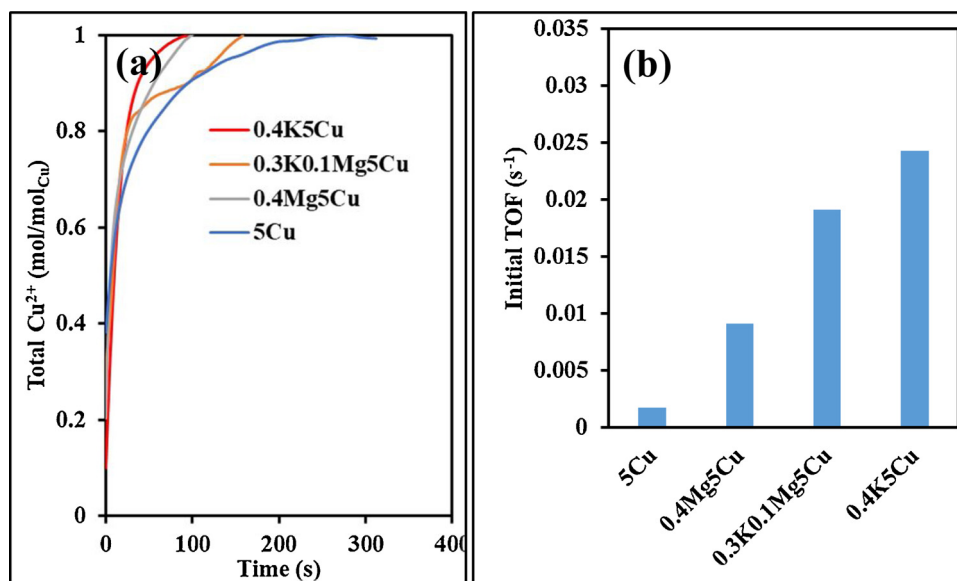 (a)
Total Cu²⁺ (mol/mol_Cu)
1
0.8
0.6
0.4
0.2
0
0.4K5Cu
0.3K0.1Mg5Cu
0.4Mg5Cu
5Cu
0 100 200 300 400
Time (s)
(b)
Initial TOF (s⁻¹)
0.035
0.03
0.025
0.02
0.015
0.01
0.005
0
5Cu
0.4Mg5Cu
0.3K0.1Mg5Cu
0.4K5Cu